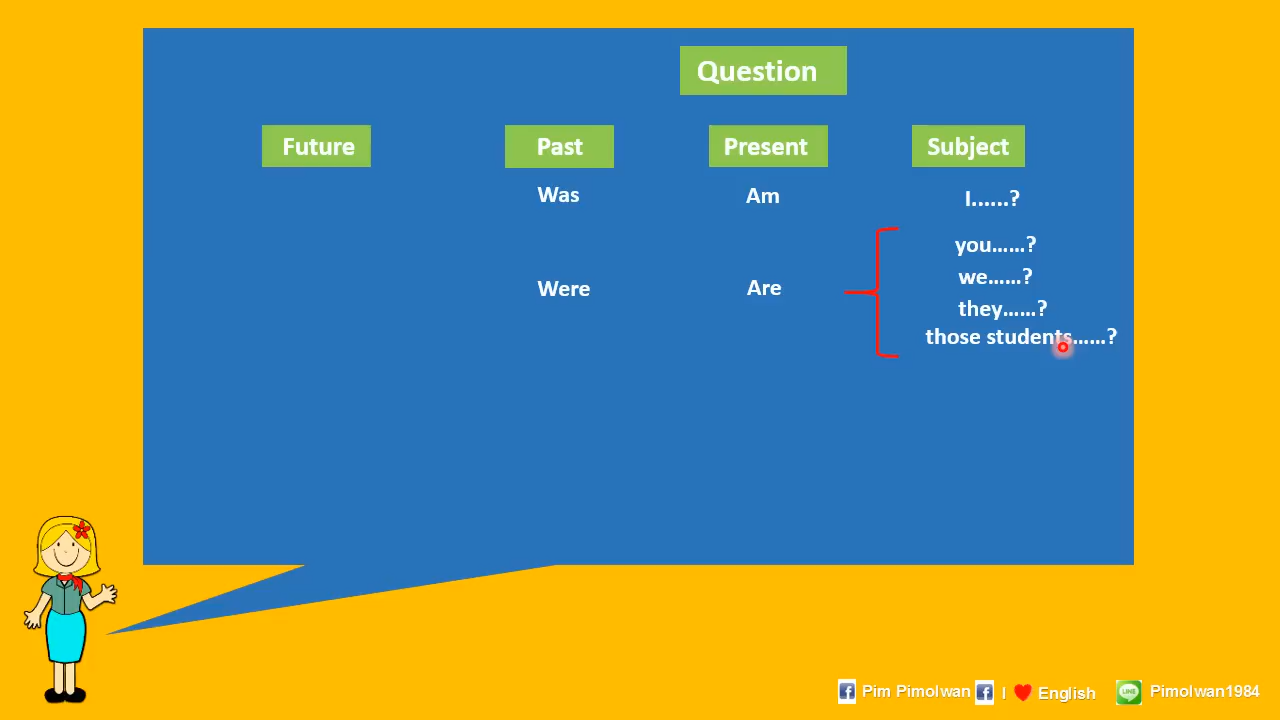 Question
Future Past Present Subject
Was Am I......?
you......?
we......?
Were Are
they......?
those students......?
Pim Pimolwan I English Pimolwan1984